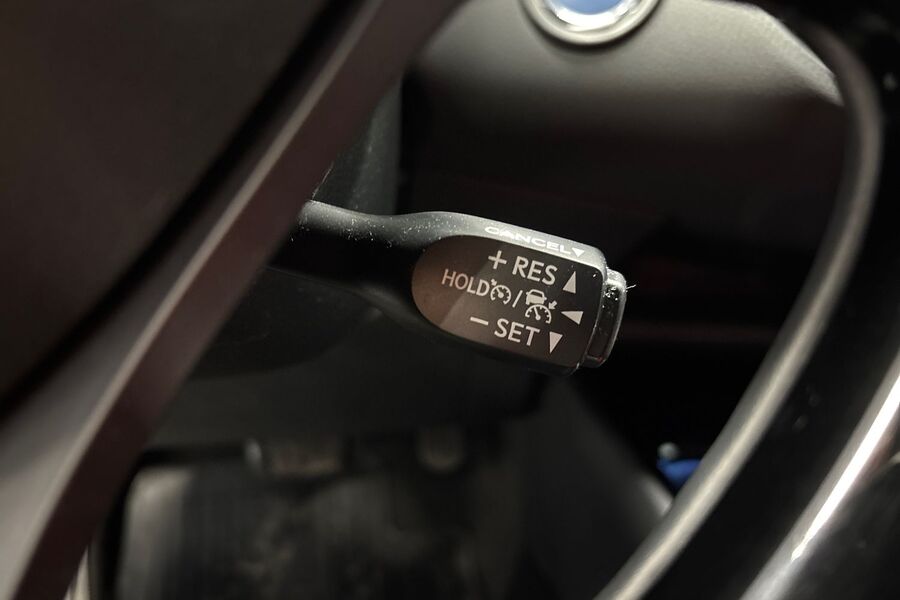 CANCEL▼
+ RES ▲
HOLD / ◀
− SET ▼